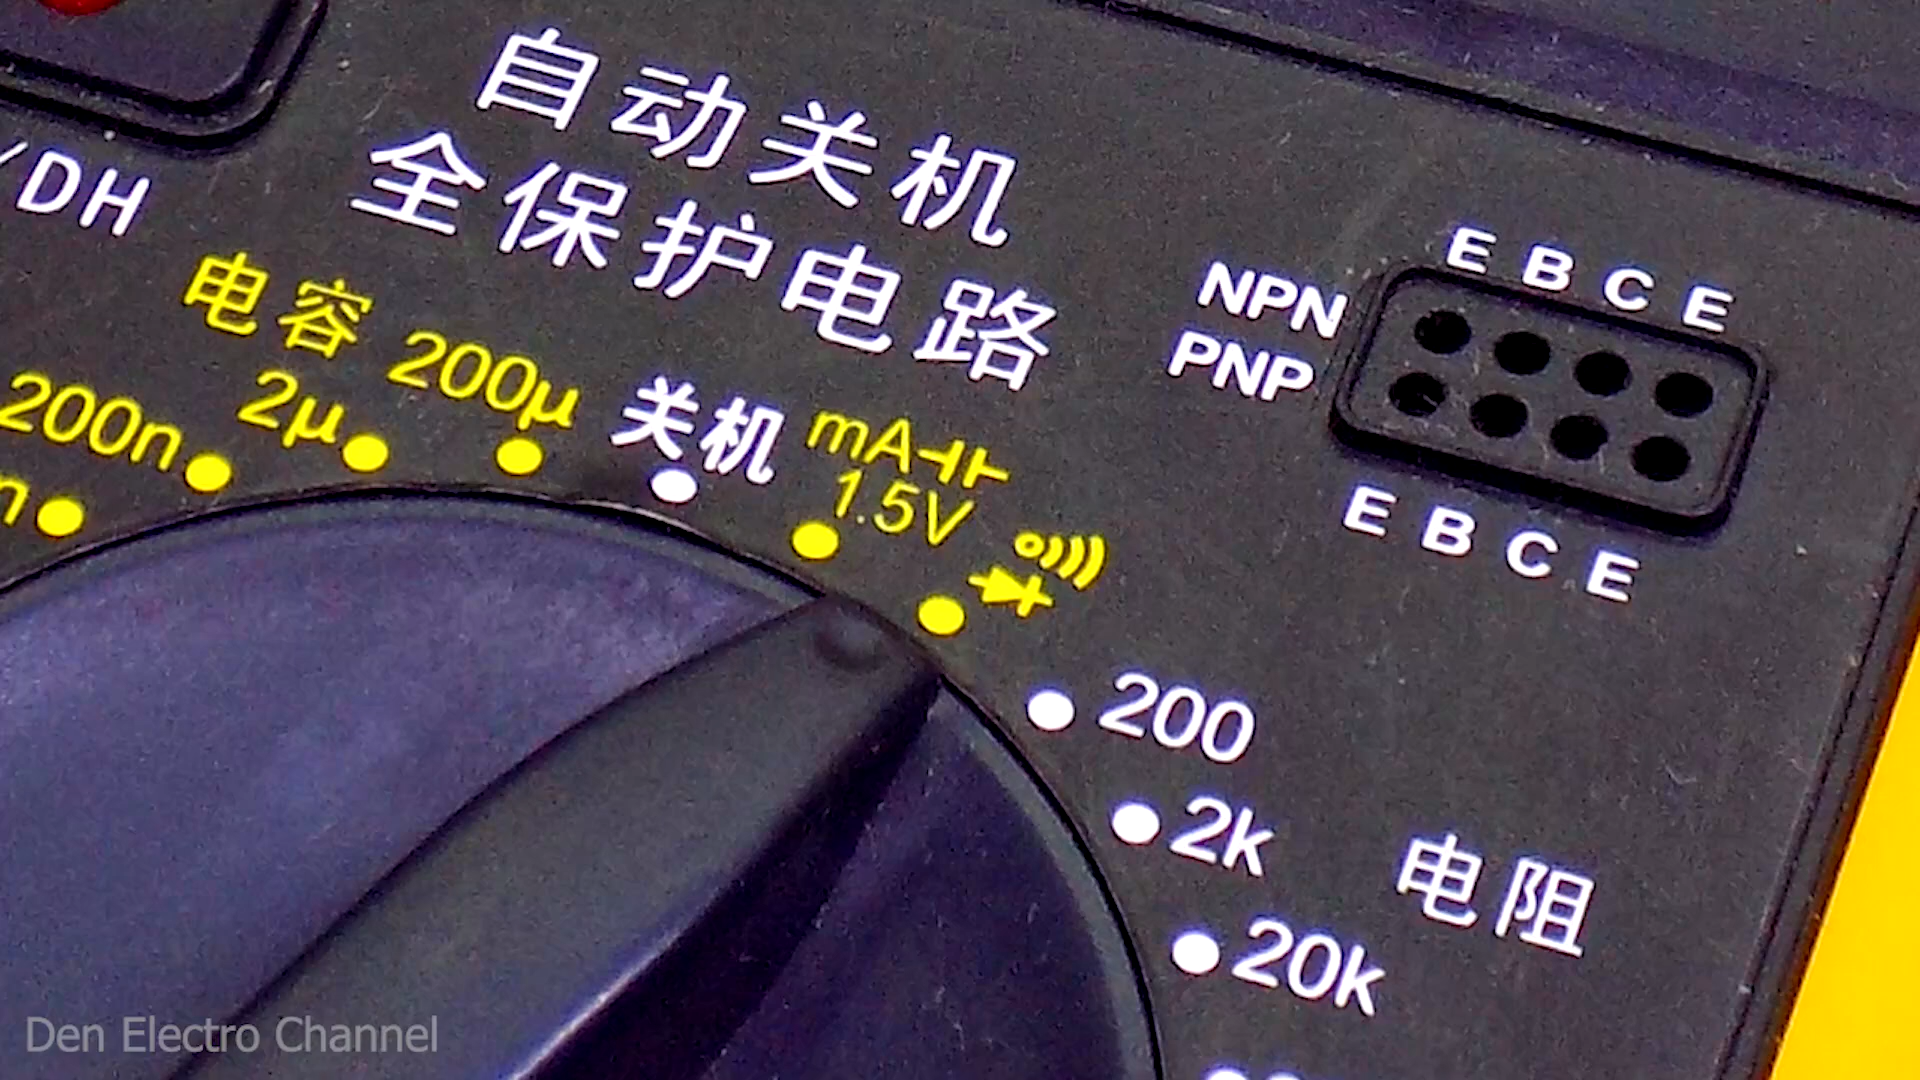 自动关机
全保护电路
/DH
电容
200n
2μ
200μ
关机
mA
1.5V
E B C E
NPN
PNP
E B C E
200
2k
20k
电阻
n
Den Electro Channel